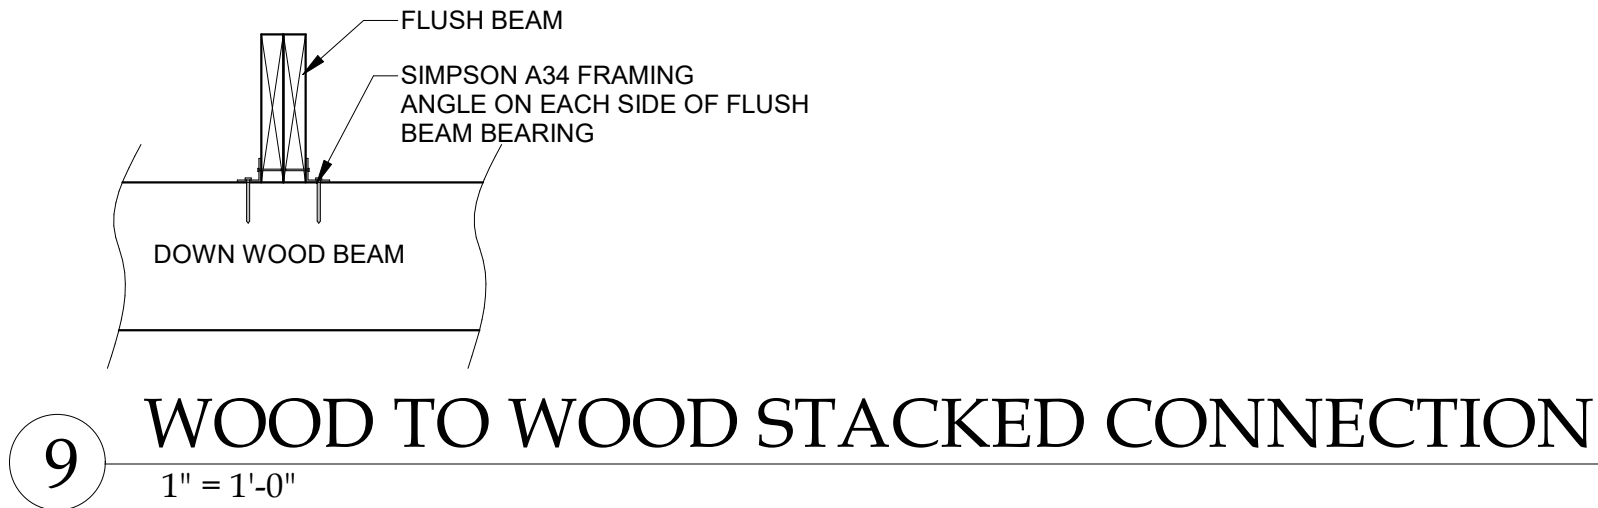 FLUSH BEAM
SIMPSON A34 FRAMING
ANGLE ON EACH SIDE OF FLUSH
BEAM BEARING
DOWN WOOD BEAM
9
WOOD TO WOOD STACKED CONNECTION
1" = 1'-0"